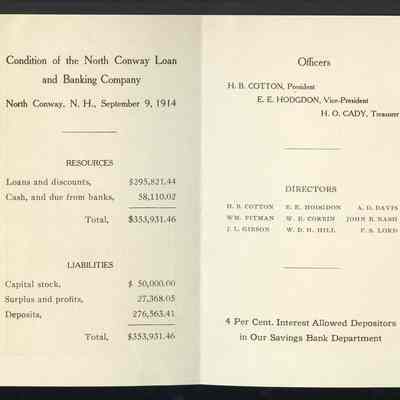 Condition of the North Conway Loan
and Banking Company
North Conway, N. H., September 9, 1914
RESOURCES
Loans and discounts, $295,821.44
Cash, and due from banks, 58,110.02
Total, $353,931.46
LIABILITIES
Capital stock, $ 50,000.00
Surplus and profits, 27,368.05
Deposits, 276,563.41
Total, $353,931.46
Officers
H. B. COTTON, President
E. E. HODGDON, Vice-President
H. O. CADY, Treasurer
DIRECTORS
H. B. COTTON E. E. HODGDON A. D. DAVIS
WM. PITMAN W. R. CORBIN JOHN B. NASH
J. L. GIBSON W. D. H. HILL F. S. LORD
4 Per Cent. Interest Allowed Depositors
in Our Savings Bank Department